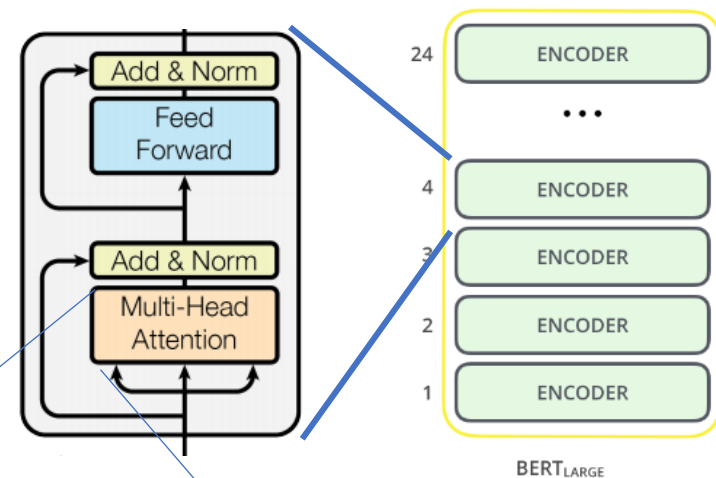 Add & Norm
Feed
Forward
Add & Norm
Multi-Head
Attention
24 ENCODER
...
4 ENCODER
3 ENCODER
2 ENCODER
1 ENCODER
BERTLARGE